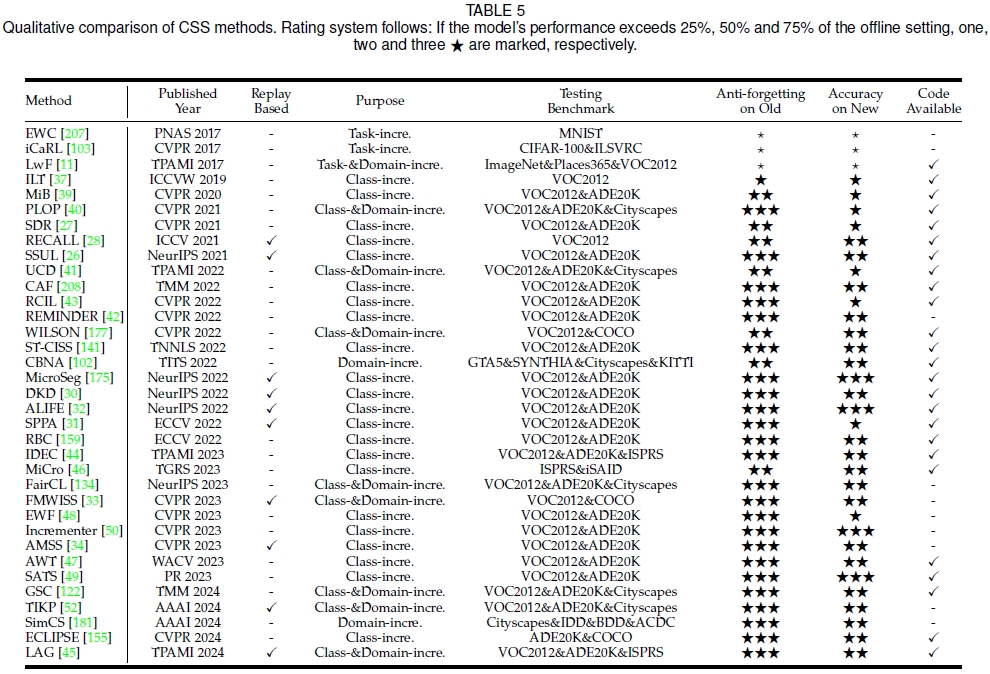 TABLE 5
Qualitative comparison of CSS methods. Rating system follows: If the model's performance exceeds 25%, 50% and 75% of the offline setting, one,
two and three ★ are marked, respectively.
Method Published Year Replay Based Purpose Testing Benchmark Anti-forgetting on Old Accuracy on New Code Available
EWC [207] PNAS 2017 - Task-incre. MNIST ⋆ ⋆ -
iCaRL [103] CVPR 2017 - Task-incre. CIFAR-100&ILSVRC ⋆ ⋆ -
LwF [11] TPAMI 2017 - Task-&Domain-incre. ImageNet&Places365&VOC2012 ⋆ ⋆ ✓
ILT [37] ICCVW 2019 - Class-incre. VOC2012 ★ ★ ✓
MiB [39] CVPR 2020 - Class-incre. VOC2012&ADE20K ★★ ★ ✓
PLOP [40] CVPR 2021 - Class-&Domain-incre. VOC2012&ADE20K&Cityscapes ★★★ ★ ✓
SDR [27] CVPR 2021 - Class-incre. VOC2012&ADE20K ★★ ★ ✓
RECALL [28] ICCV 2021 ✓ Class-incre. VOC2012 ★★ ★★ ✓
SSUL [26] NeurIPS 2021 ✓ Class-incre. VOC2012&ADE20K ★★★ ★★ ✓
UCD [41] TPAMI 2022 - Class-&Domain-incre. VOC2012&ADE20K&Cityscapes ★★ ★ ✓
CAF [208] TMM 2022 - Class-incre. VOC2012&ADE20K ★★★ ★★ ✓
RCIL [43] CVPR 2022 - Class-incre. VOC2012&ADE20K ★★★ ★ ✓
REMINDER [42] CVPR 2022 - Class-incre. VOC2012&ADE20K ★★★ ★★ -
WILSON [177] CVPR 2022 - Class-&Domain-incre. VOC2012&COCO ★★ ★★ ✓
ST-CISS [141] TNNLS 2022 - Class-incre. VOC2012&ADE20K ★★★ ★★ ✓
CBNA [102] TITS 2022 - Domain-incre. GTA5&SYNTHIA&Cityscapes&KITTI ★★ ★★ ✓
MicroSeg [175] NeurIPS 2022 ✓ Class-incre. VOC2012&ADE20K ★★★ ★★★ ✓
DKD [30] NeurIPS 2022 ✓ Class-incre. VOC2012&ADE20K ★★★ ★★ ✓
ALIFE [32] NeurIPS 2022 ✓ Class-incre. VOC2012&ADE20K ★★★ ★★★ ✓
SPPA [31] ECCV 2022 ✓ Class-incre. VOC2012&ADE20K ★★★ ★ ✓
RBC [159] ECCV 2022 - Class-incre. VOC2012&ADE20K ★★★ ★★ ✓
IDEC [44] TPAMI 2023 - Class-incre. VOC2012&ADE20K&ISPRS ★★★ ★★ ✓
MiCro [46] TGRS 2023 - Class-incre. ISPRS&iSAID ★★ ★★ ✓
FairCL [134] NeurIPS 2023 - Class-&Domain-incre. VOC2012&ADE20K&Cityscapes ★★★ ★★ -
FMWISS [33] CVPR 2023 ✓ Class-&Domain-incre. VOC2012&COCO ★★★ ★★ -
EWF [48] CVPR 2023 - Class-incre. VOC2012&ADE20K ★★★ ★ -
Incrementer [50] CVPR 2023 - Class-incre. VOC2012&ADE20K ★★★ ★★★ -
AMSS [34] CVPR 2023 ✓ Class-incre. VOC2012&ADE20K ★★★ ★★ -
AWT [47] WACV 2023 - Class-incre. VOC2012&ADE20K ★★★ ★★ ✓
SATS [49] PR 2023 - Class-incre. VOC2012&ADE20K ★★★ ★★★ ✓
GSC [122] TMM 2024 - Class-&Domain-incre. VOC2012&ADE20K&Cityscapes ★★★ ★★ ✓
TIKP [52] AAAI 2024 ✓ Class-&Domain-incre. VOC2012&ADE20K&Cityscapes ★★★ ★★ -
SimCS [181] AAAI 2024 - Domain-incre. Cityscapes&IDD&BDD&ACDC ★★★ ★★ -
ECLIPSE [155] CVPR 2024 - Class-incre. ADE20K&COCO ★★★ ★★ ✓
LAG [45] TPAMI 2024 ✓ Class-&Domain-incre. VOC2012&ADE20K&ISPRS ★★★ ★★ ✓